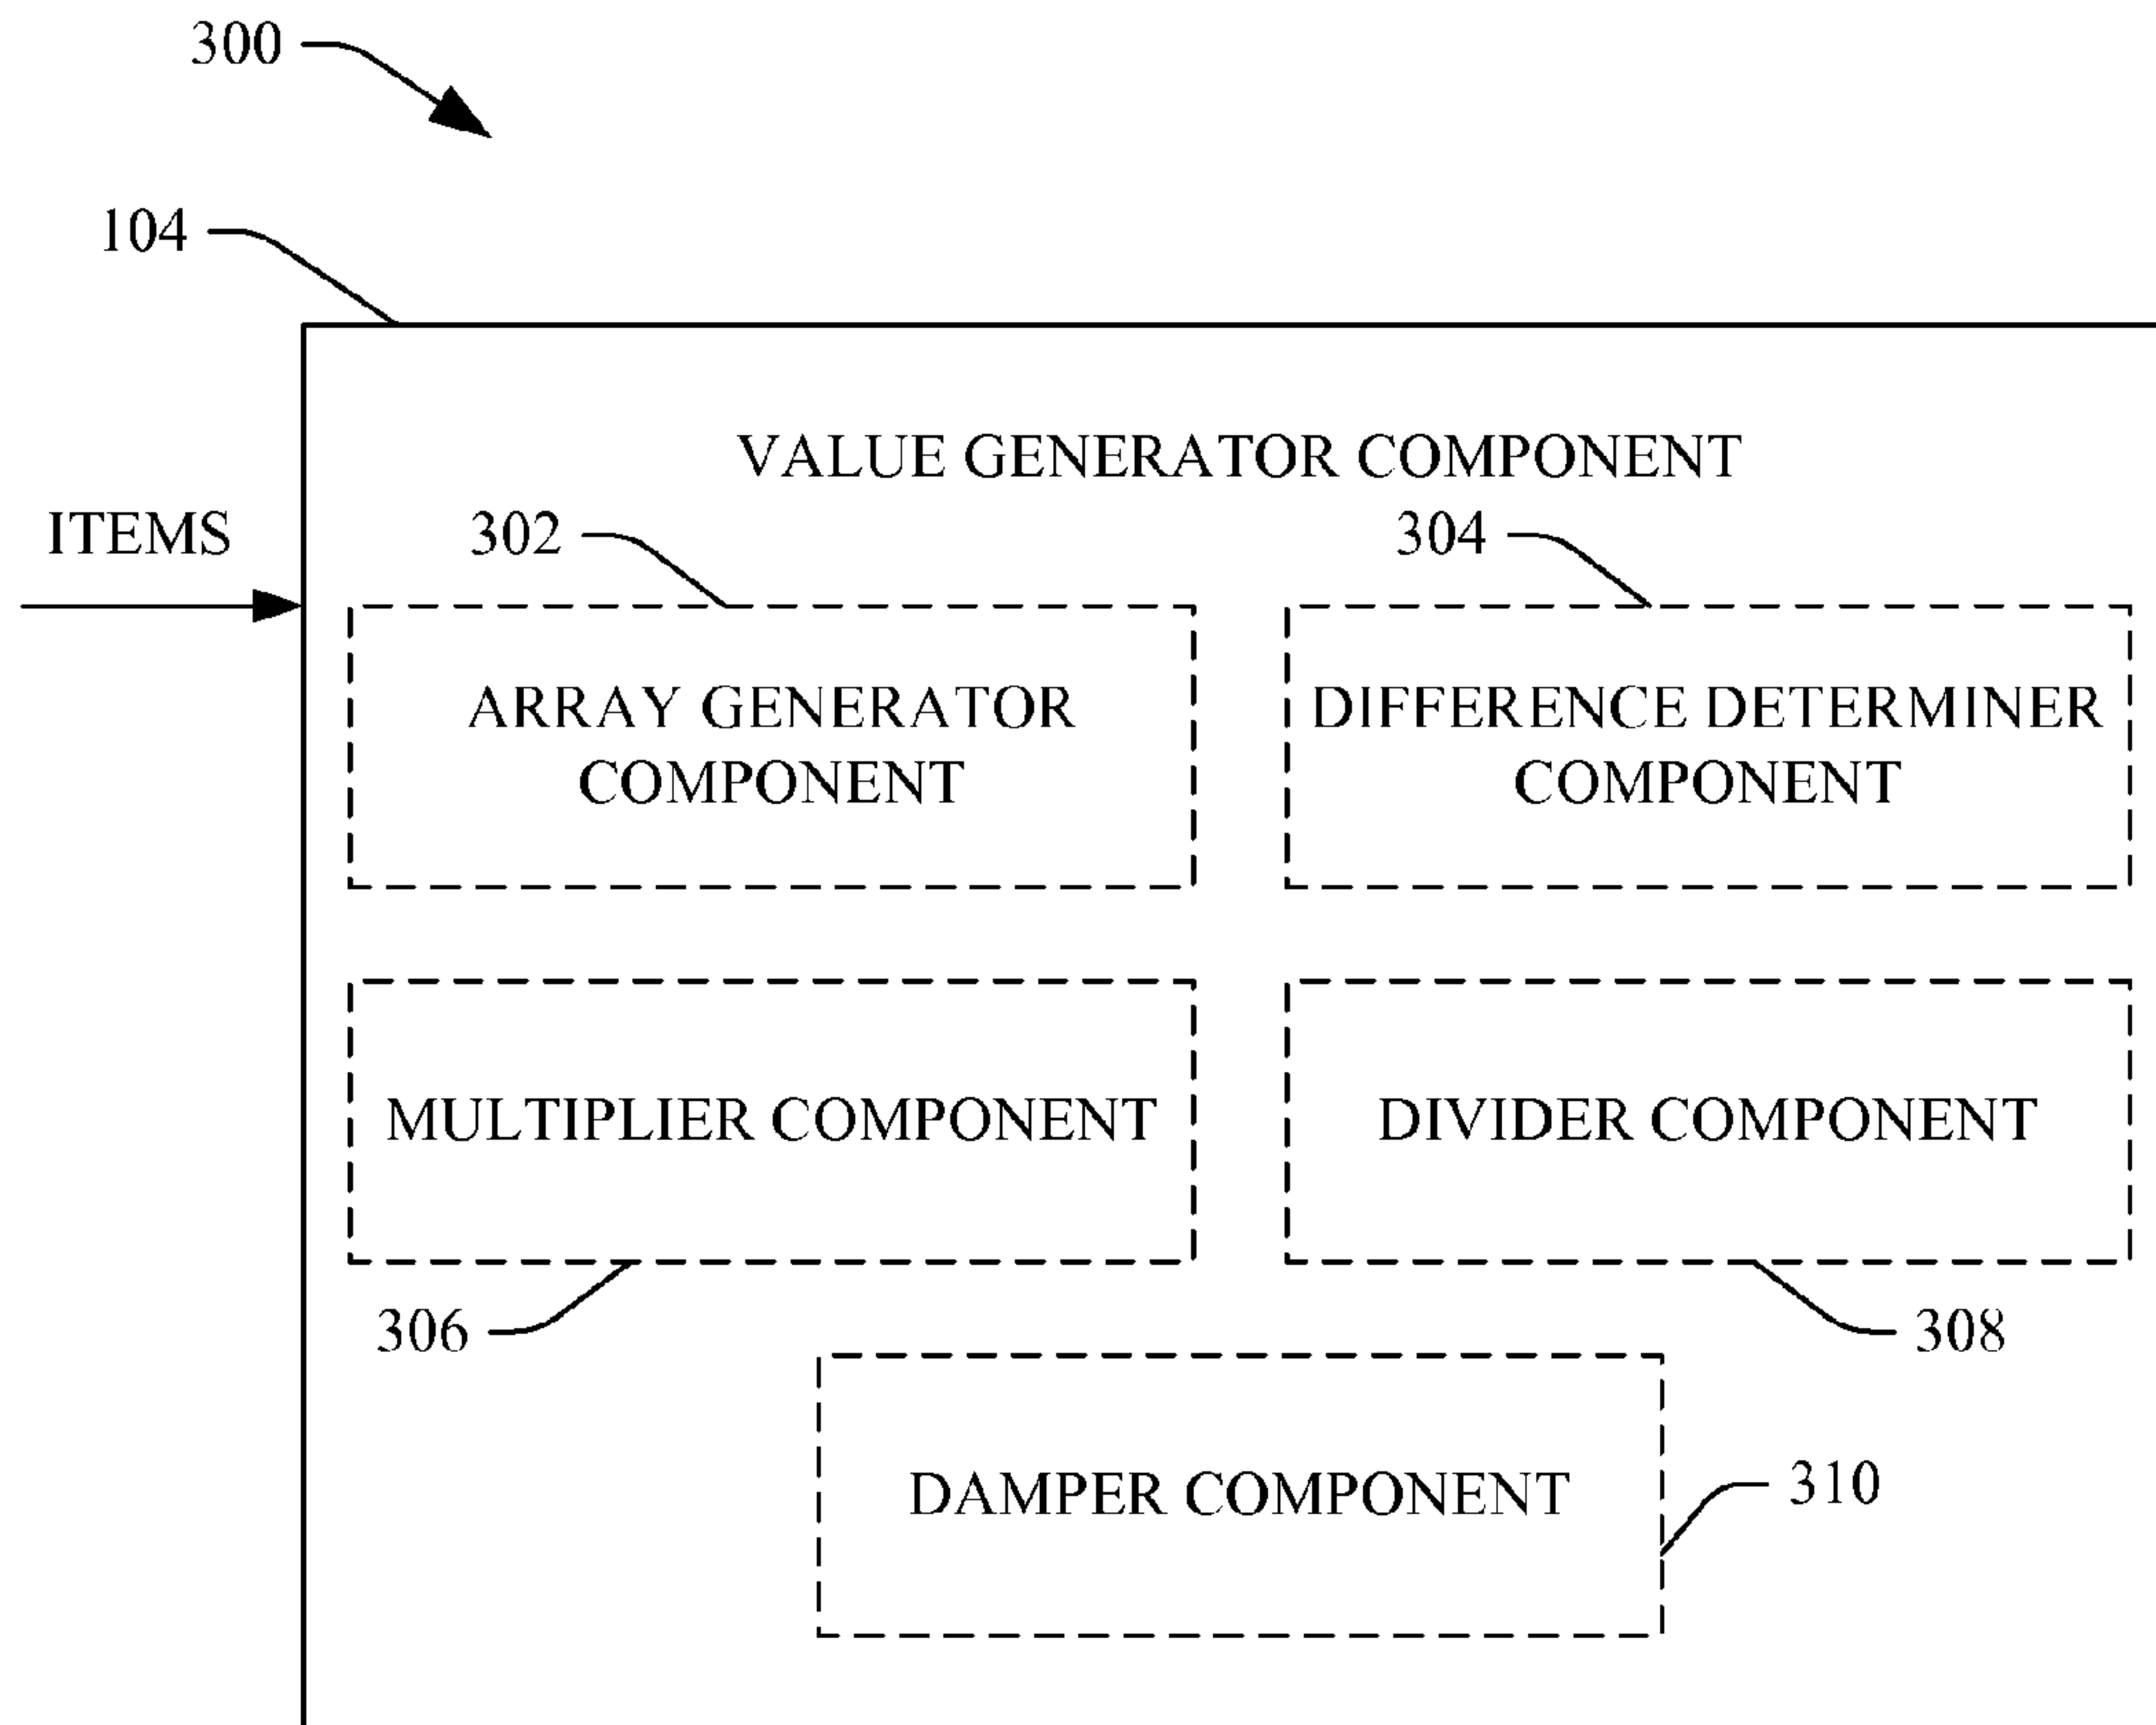 300
104
VALUE GENERATOR COMPONENT
ITEMS
302
304
ARRAY GENERATOR
COMPONENT
DIFFERENCE DETERMINER
COMPONENT
MULTIPLIER COMPONENT
DIVIDER COMPONENT
306
308
DAMPER COMPONENT
310